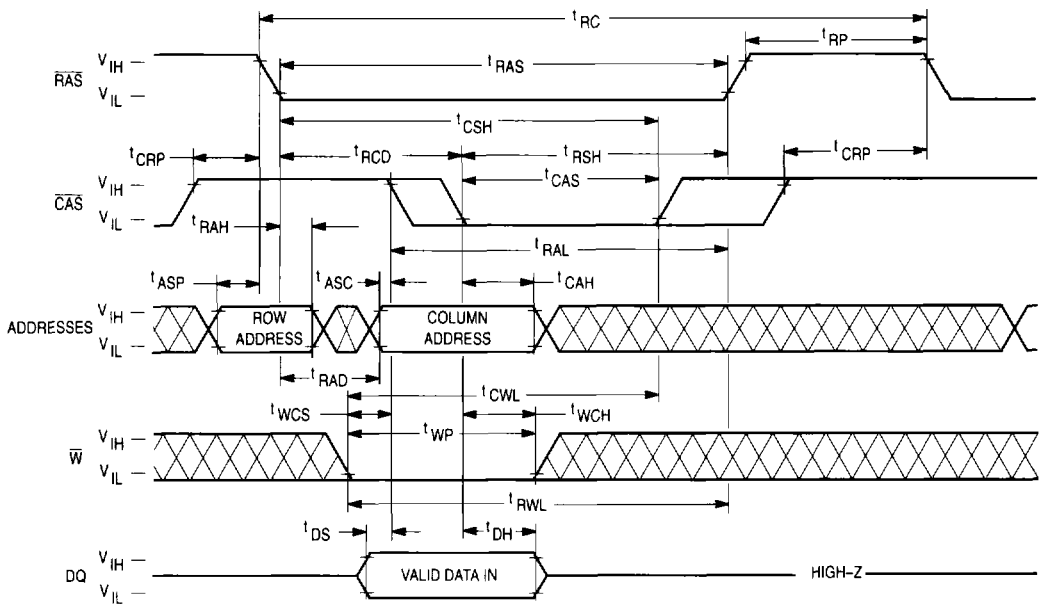 tRC
tRP
RAS
VIH
VIL
tRAS
tCSH
tCRP
tRCD
tRSH
tCRP
CAS
VIH
VIL
tCAS
tRAH
tRAL
tASP
tASC
tCAH
ADDRESSES
VIH
VIL
ROW
ADDRESS
COLUMN
ADDRESS
tRAD
tCWL
tWCS
tWCH
tWP
W
VIH
VIL
tRWL
tDS
tDH
DQ
VIH
VIL
VALID DATA IN
HIGH-Z